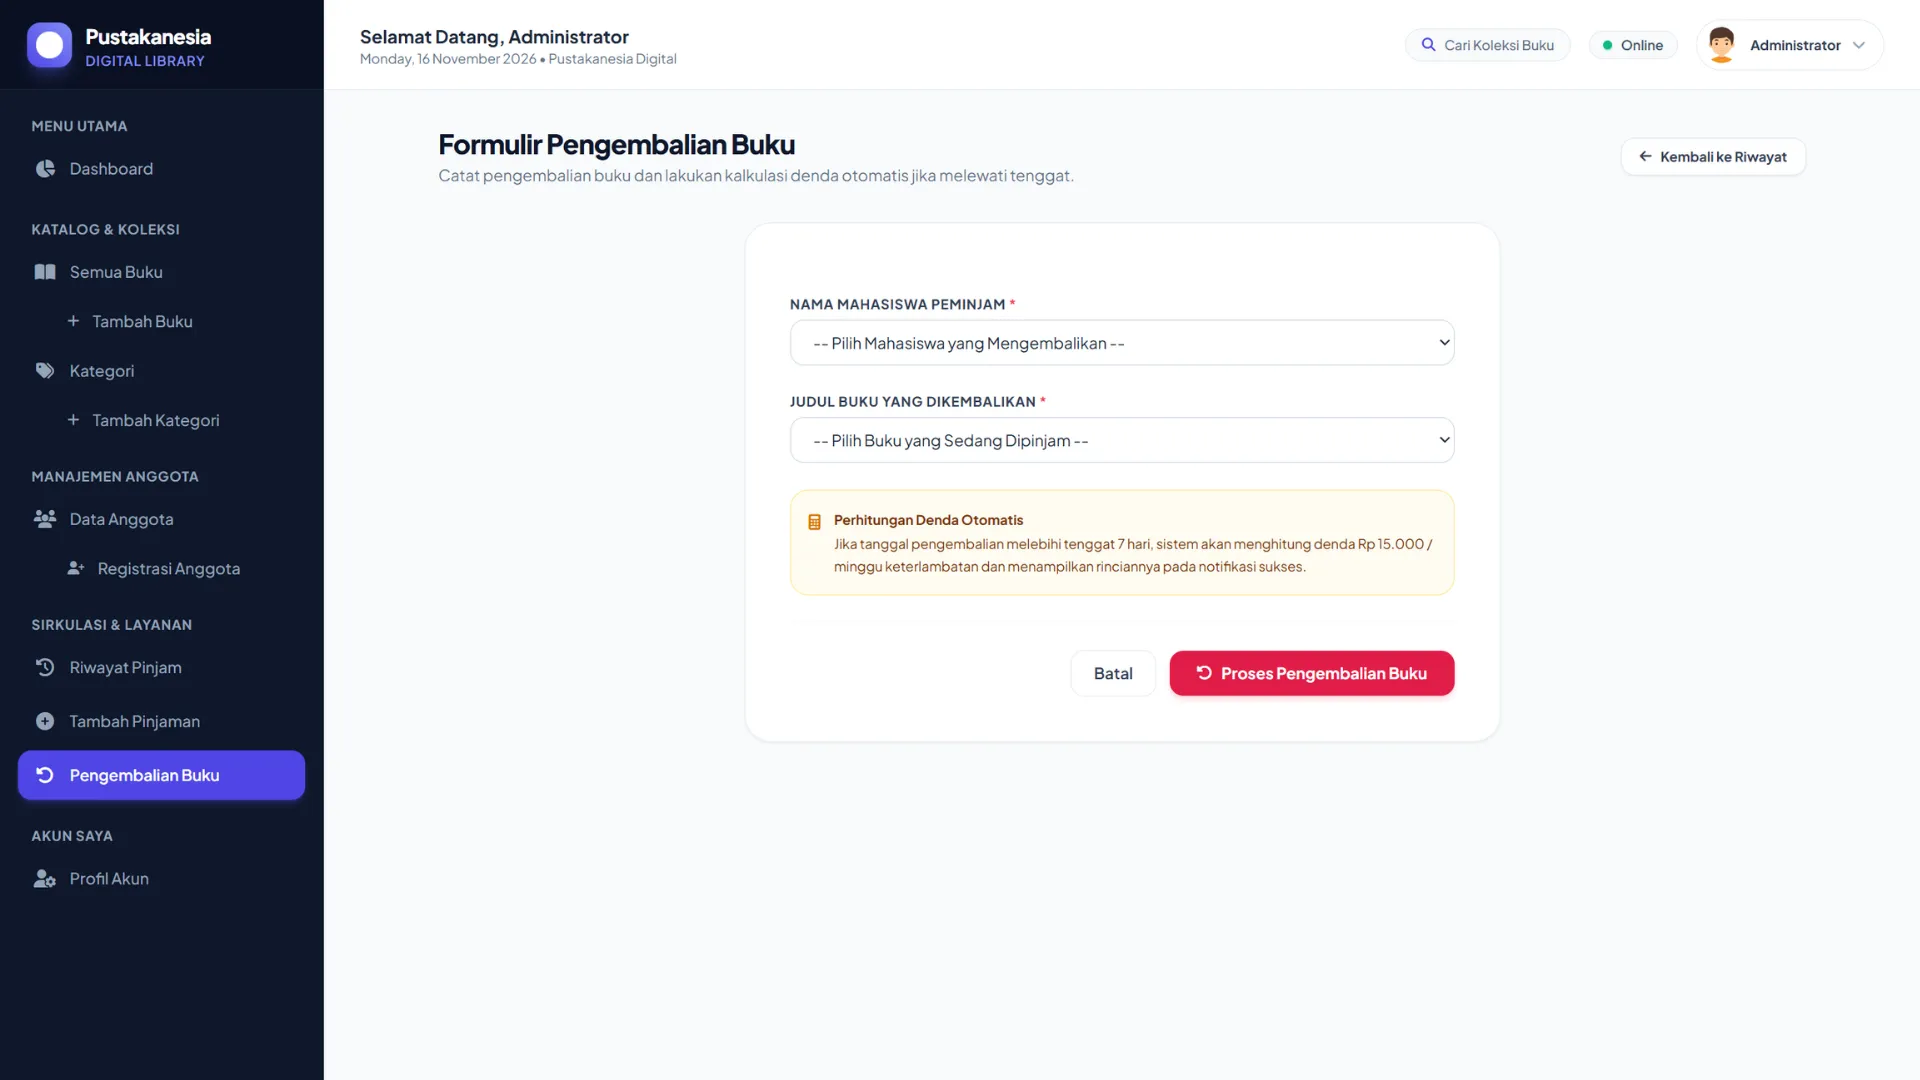 Pustakanesia
DIGITAL LIBRARY
MENU UTAMA
Dashboard
KATALOG & KOLEKSI
Semua Buku
+ Tambah Buku
Kategori
+ Tambah Kategori
MANAJEMEN ANGGOTA
Data Anggota
Registrasi Anggota
SIRKULASI & LAYANAN
Riwayat Pinjam
Tambah Pinjaman
Pengembalian Buku
AKUN SAYA
Profil Akun
Selamat Datang, Administrator
Monday, 16 November 2026 • Pustakanesia Digital
Cari Koleksi Buku
Online
Administrator
Formulir Pengembalian Buku
Catat pengembalian buku dan lakukan kalkulasi denda otomatis jika melewati tenggat.
Kembali ke Riwayat
NAMA MAHASISWA PEMINJAM *
-- Pilih Mahasiswa yang Mengembalikan --
JUDUL BUKU YANG DIKEMBALIKAN *
-- Pilih Buku yang Sedang Dipinjam --
Perhitungan Denda Otomatis
Jika tanggal pengembalian melebihi tenggat 7 hari, sistem akan menghitung denda Rp 15.000 /
minggu keterlambatan dan menampilkan rinciannya pada notifikasi sukses.
Batal
Proses Pengembalian Buku